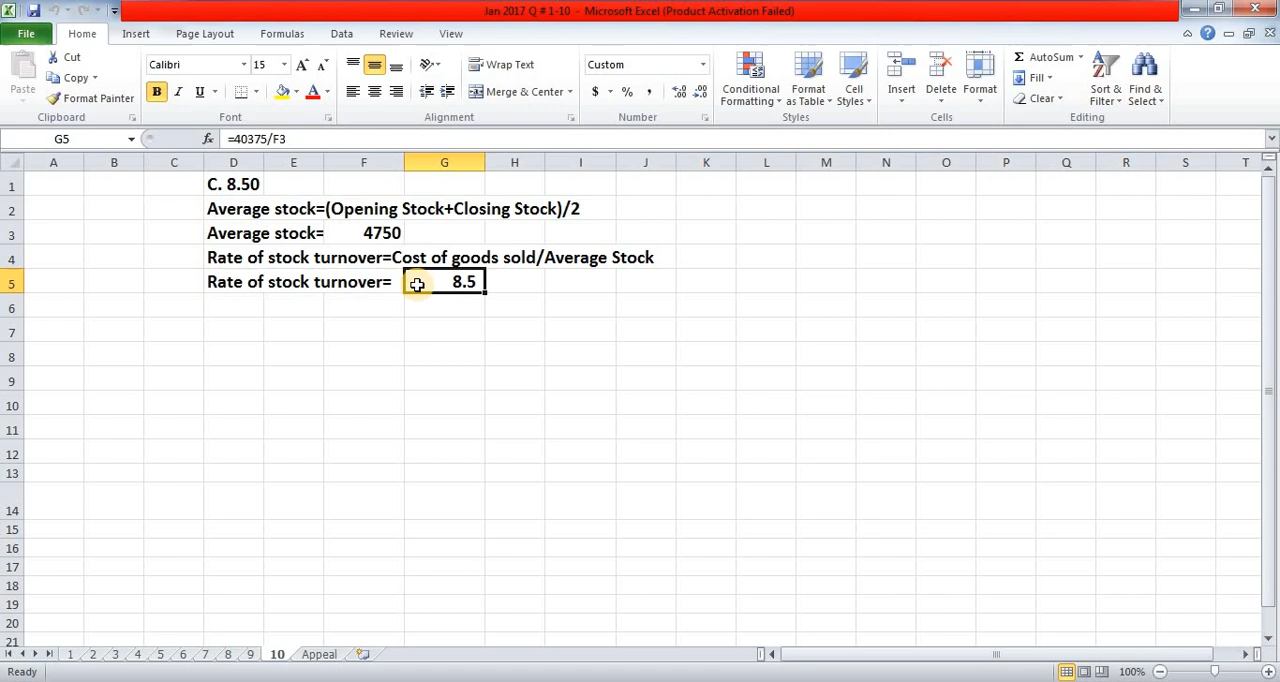 Jan 2017 Q # 1-10 - Microsoft Excel (Product Activation Failed)
File Home Insert Page Layout Formulas Data Review View
Paste
Cut
Copy
Format Painter
Clipboard
Calibri 15 A A
B I U A
Font
Wrap Text
Merge & Center
Alignment
Custom
$ % ,
Number
Conditional Formatting
Format as Table
Cell Styles
Styles
Insert
Delete
Format
Cells
Σ AutoSum
Fill
Clear
Sort & Filter
Find & Select
Editing
G5 fx =40375/F3
A B C D E F G H I J K L M N O P Q R S T
1 C. 8.50
2 Average stock=(Opening Stock+Closing Stock)/2
3 Average stock= 4750
4 Rate of stock turnover=Cost of goods sold/Average Stock
5 Rate of stock turnover= 8.5
6
7
8
9
10
11
12
13
14
15
16
17
18
19
20
21
1 2 3 4 5 6 7 8 9 10 Appeal
Ready 100%